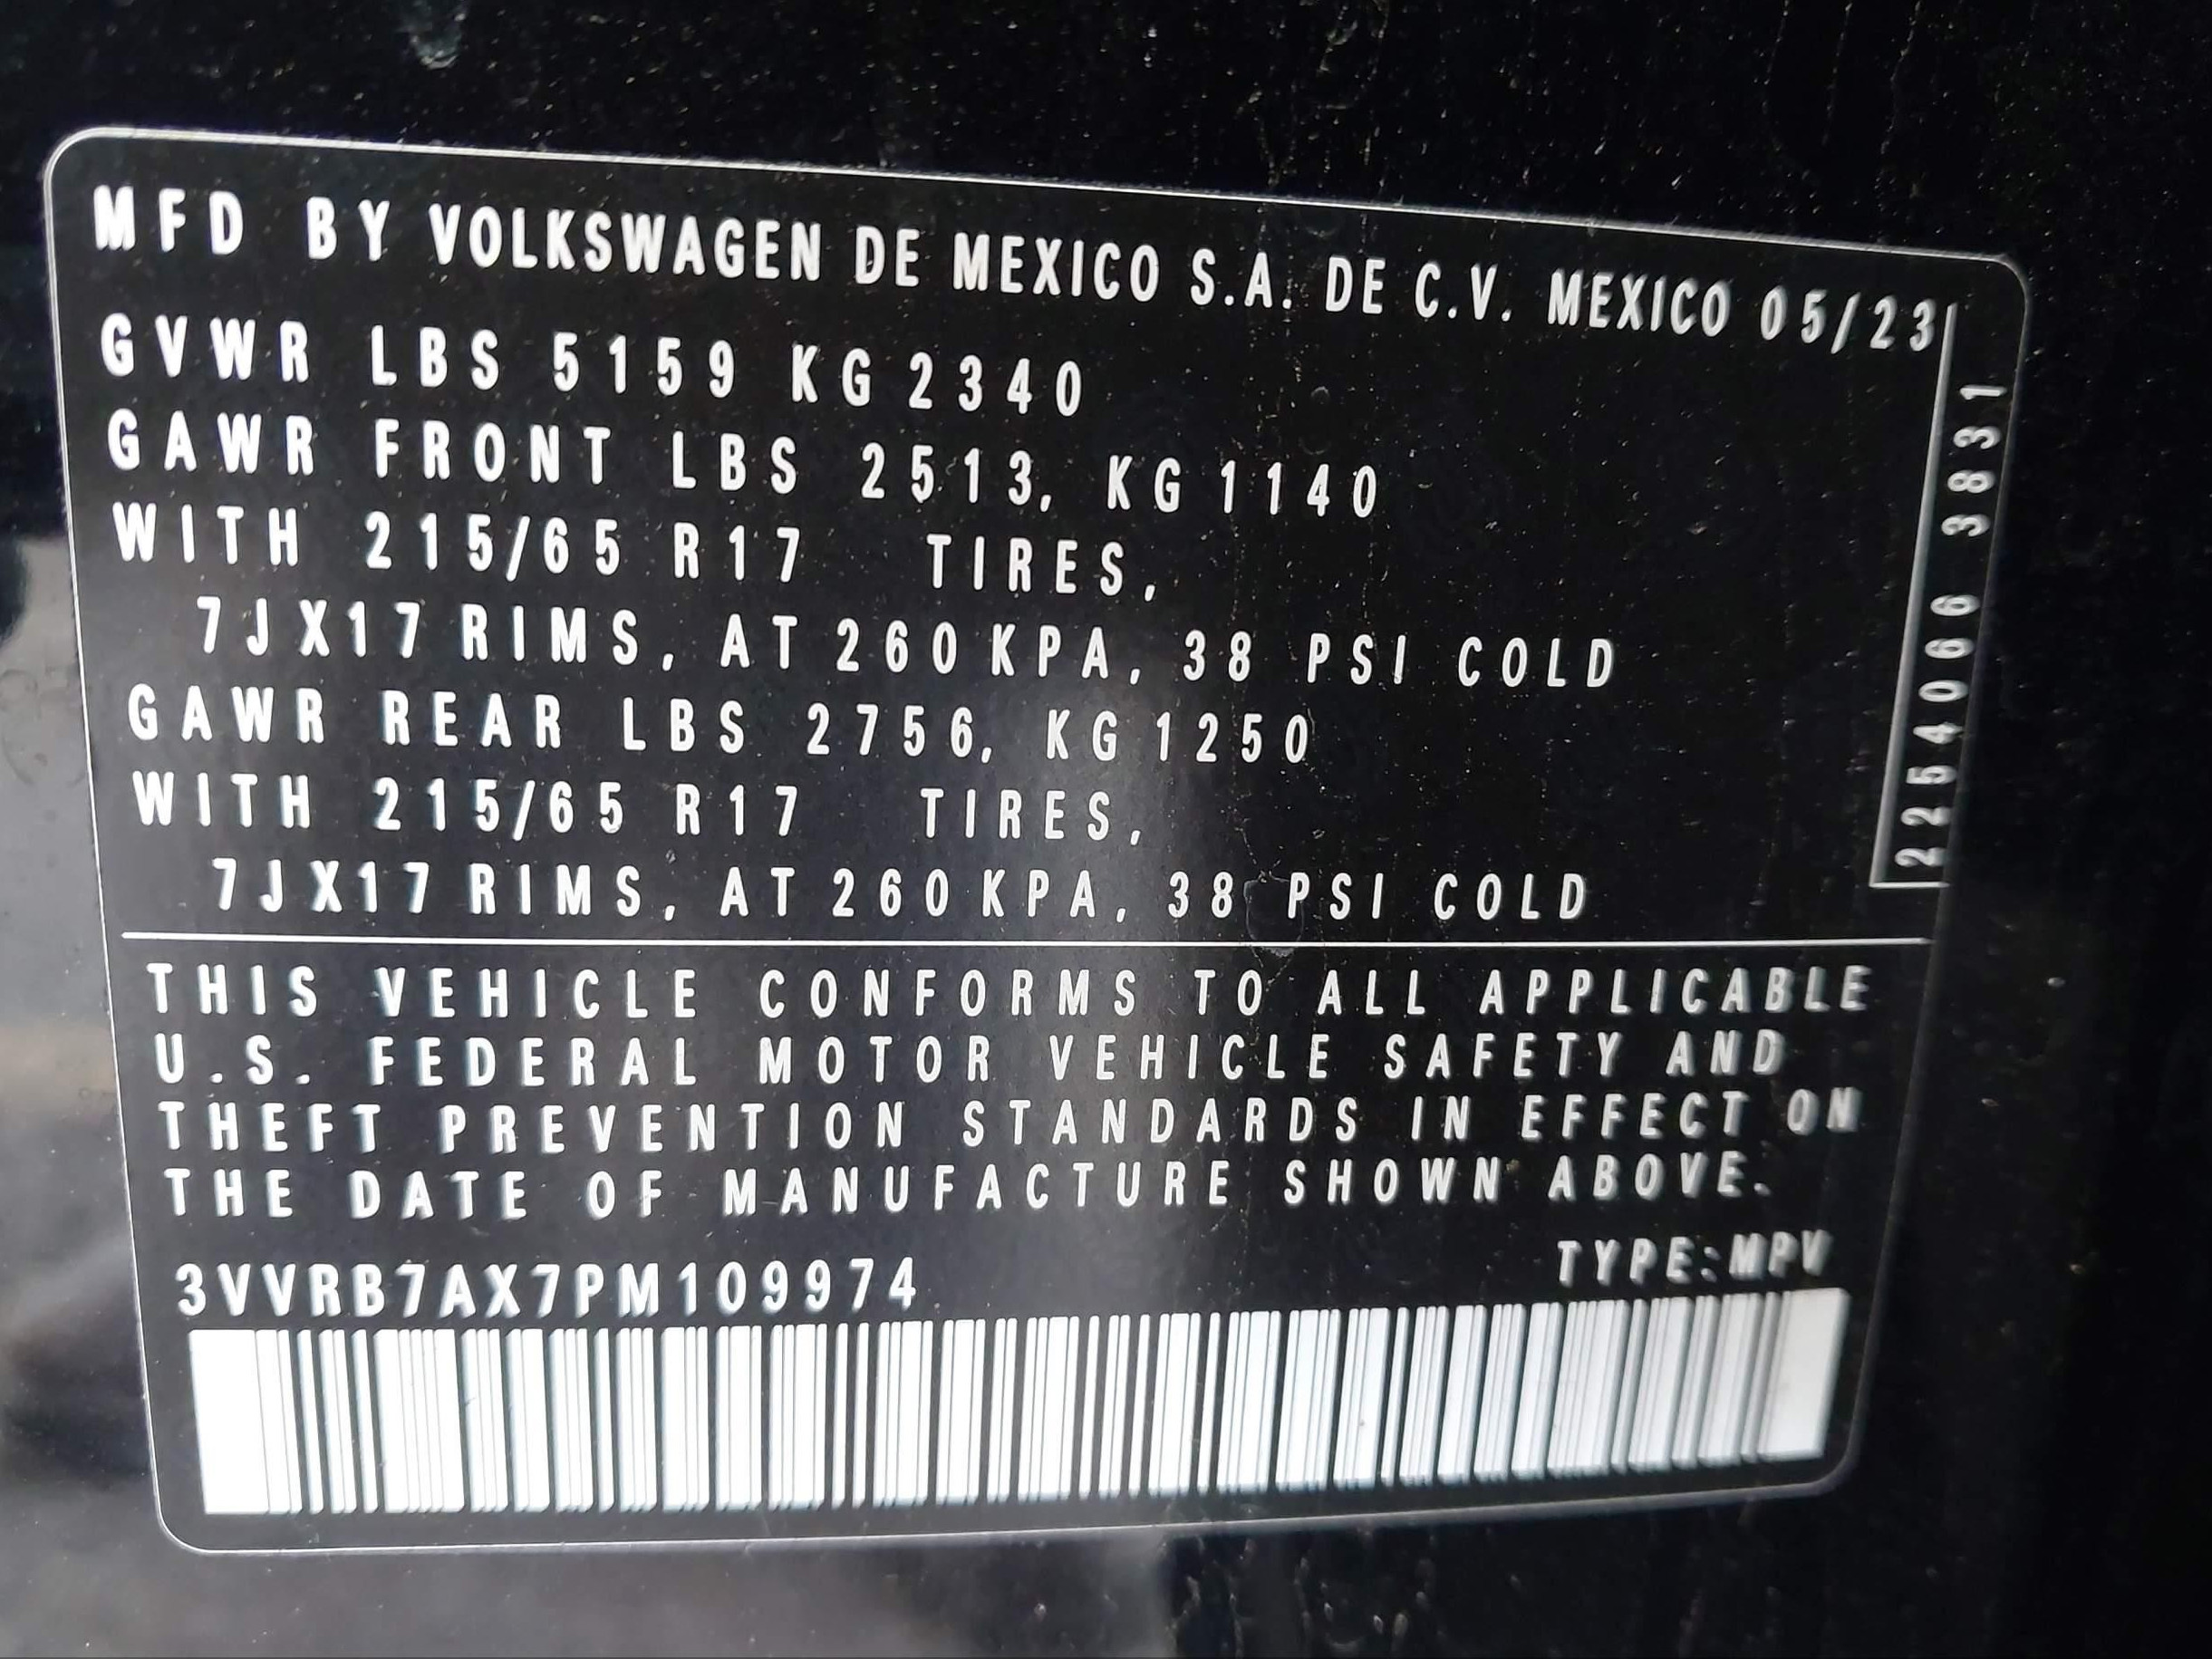 MFD BY VOLKSWAGEN DE MEXICO S.A. DE C.V. MEXICO 05/23
GVWR LBS 5159 KG 2340
GAWR FRONT LBS 2513, KG 1140
WITH 215/65 R17 TIRES,
7JX17 RIMS, AT 260 KPA, 38 PSI COLD
GAWR REAR LBS 2756, KG 1250
WITH 215/65 R17 TIRES,
7JX17 RIMS, AT 260 KPA, 38 PSI COLD
2254066 3831
THIS VEHICLE CONFORMS TO ALL APPLICABLE
U.S. FEDERAL MOTOR VEHICLE SAFETY AND
THEFT PREVENTION STANDARDS IN EFFECT ON
THE DATE OF MANUFACTURE SHOWN ABOVE.
3VVRB7AX7PM109974 TYPE:MPV